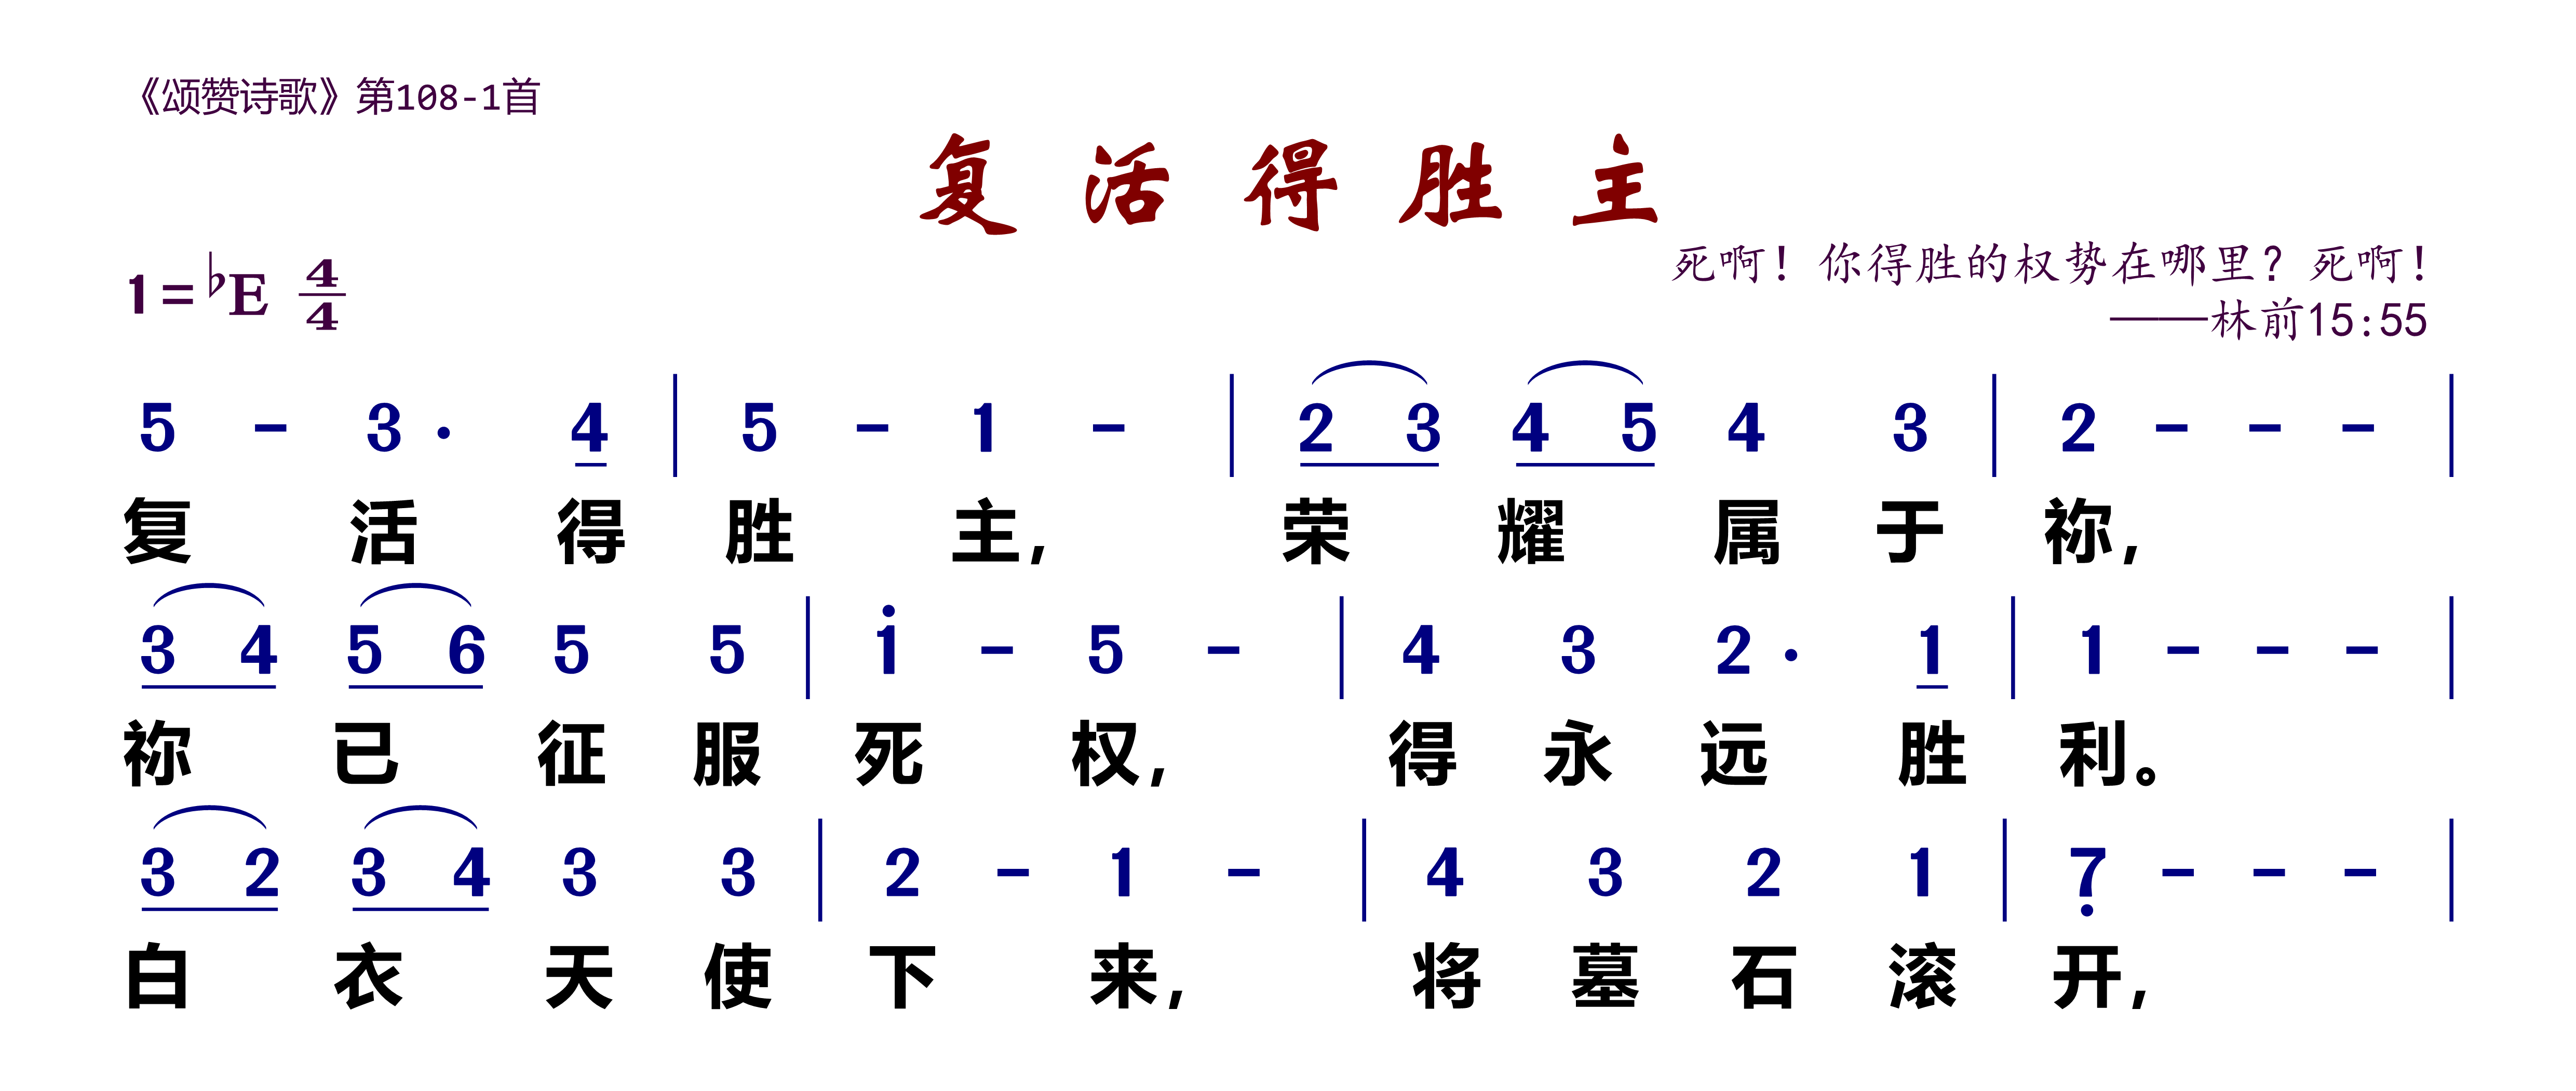 《颂赞诗歌》第108-1首
复活得胜主
死啊！你得胜的权势在哪里？死啊！
1=♭E 4/4
——林前15:55
5 - 3 · 4 | 5 - 1 - | 2 3 4 5 4 3 | 2 - - - |
复 活 得 胜 主, 荣 耀 属 于 祢,
3 4 5 6 5 5 | 1 - 5 - | 4 3 2 · 1 | 1 - - - |
祢 已 征 服 死 权, 得 永 远 胜 利。
3 2 3 4 3 3 | 2 - 1 - | 4 3 2 1 | 7 - - - |
白 衣 天 使 下 来, 将 墓 石 滚 开,